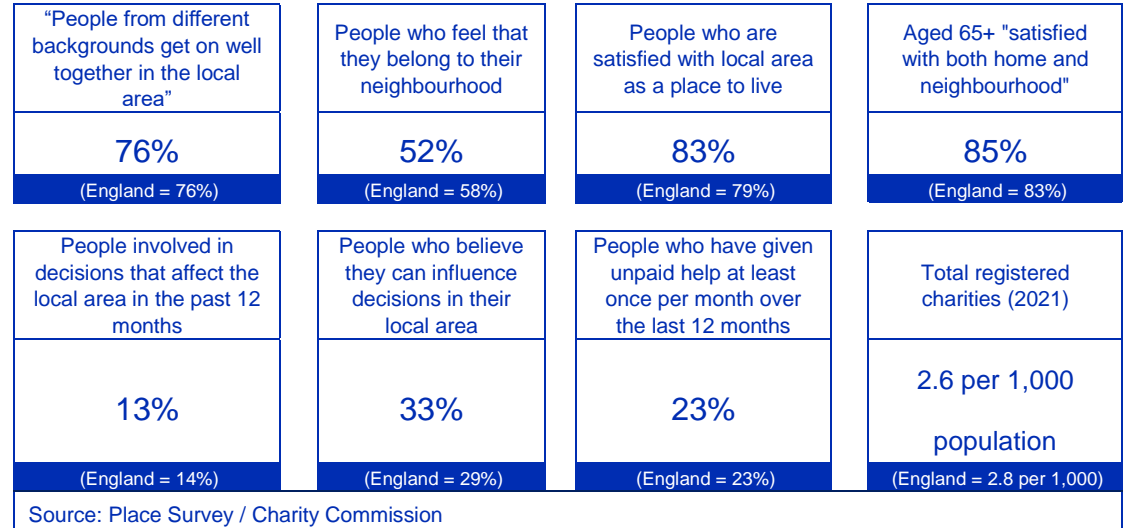 “People from different
backgrounds get on well
together in the local
area”
76%
(England = 76%)
People who feel that
they belong to their
neighbourhood
52%
(England = 58%)
People who are
satisfied with local area
as a place to live
83%
(England = 79%)
Aged 65+ "satisfied
with both home and
neighbourhood"
85%
(England = 83%)
People involved in
decisions that affect the
local area in the past 12
months
13%
(England = 14%)
People who believe
they can influence
decisions in their
local area
33%
(England = 29%)
People who have given
unpaid help at least
once per month over
the last 12 months
23%
(England = 23%)
Total registered
charities (2021)
2.6 per 1,000
population
(England = 2.8 per 1,000)
Source: Place Survey / Charity Commission